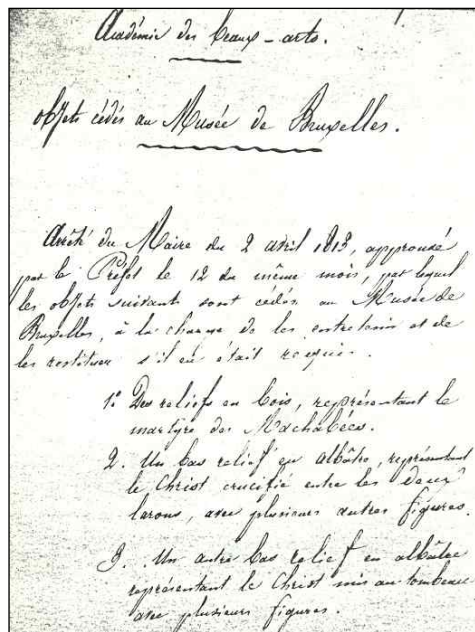 Académie des beaux-arts.
objets cédés au Musée de Bruxelles.
Arrêté du Maire du 2 avril 1813, approuvé
par le Préfet le 12 du même mois, par lequel
les objets suivants sont cédés au Musée de
Bruxelles, à la charge de les entretenir et de
les restituer s'il en était requis.
1° Des reliefs en bois, représentant le
martyre des Machabées.
2. Un bas relief en albâtre, représentant
le Christ crucifié entre les deux
larons, avec plusieurs autres figures.
3. Un autre bas relief en albâtre
représentant le Christ mis au tombeau
avec plusieurs figures.